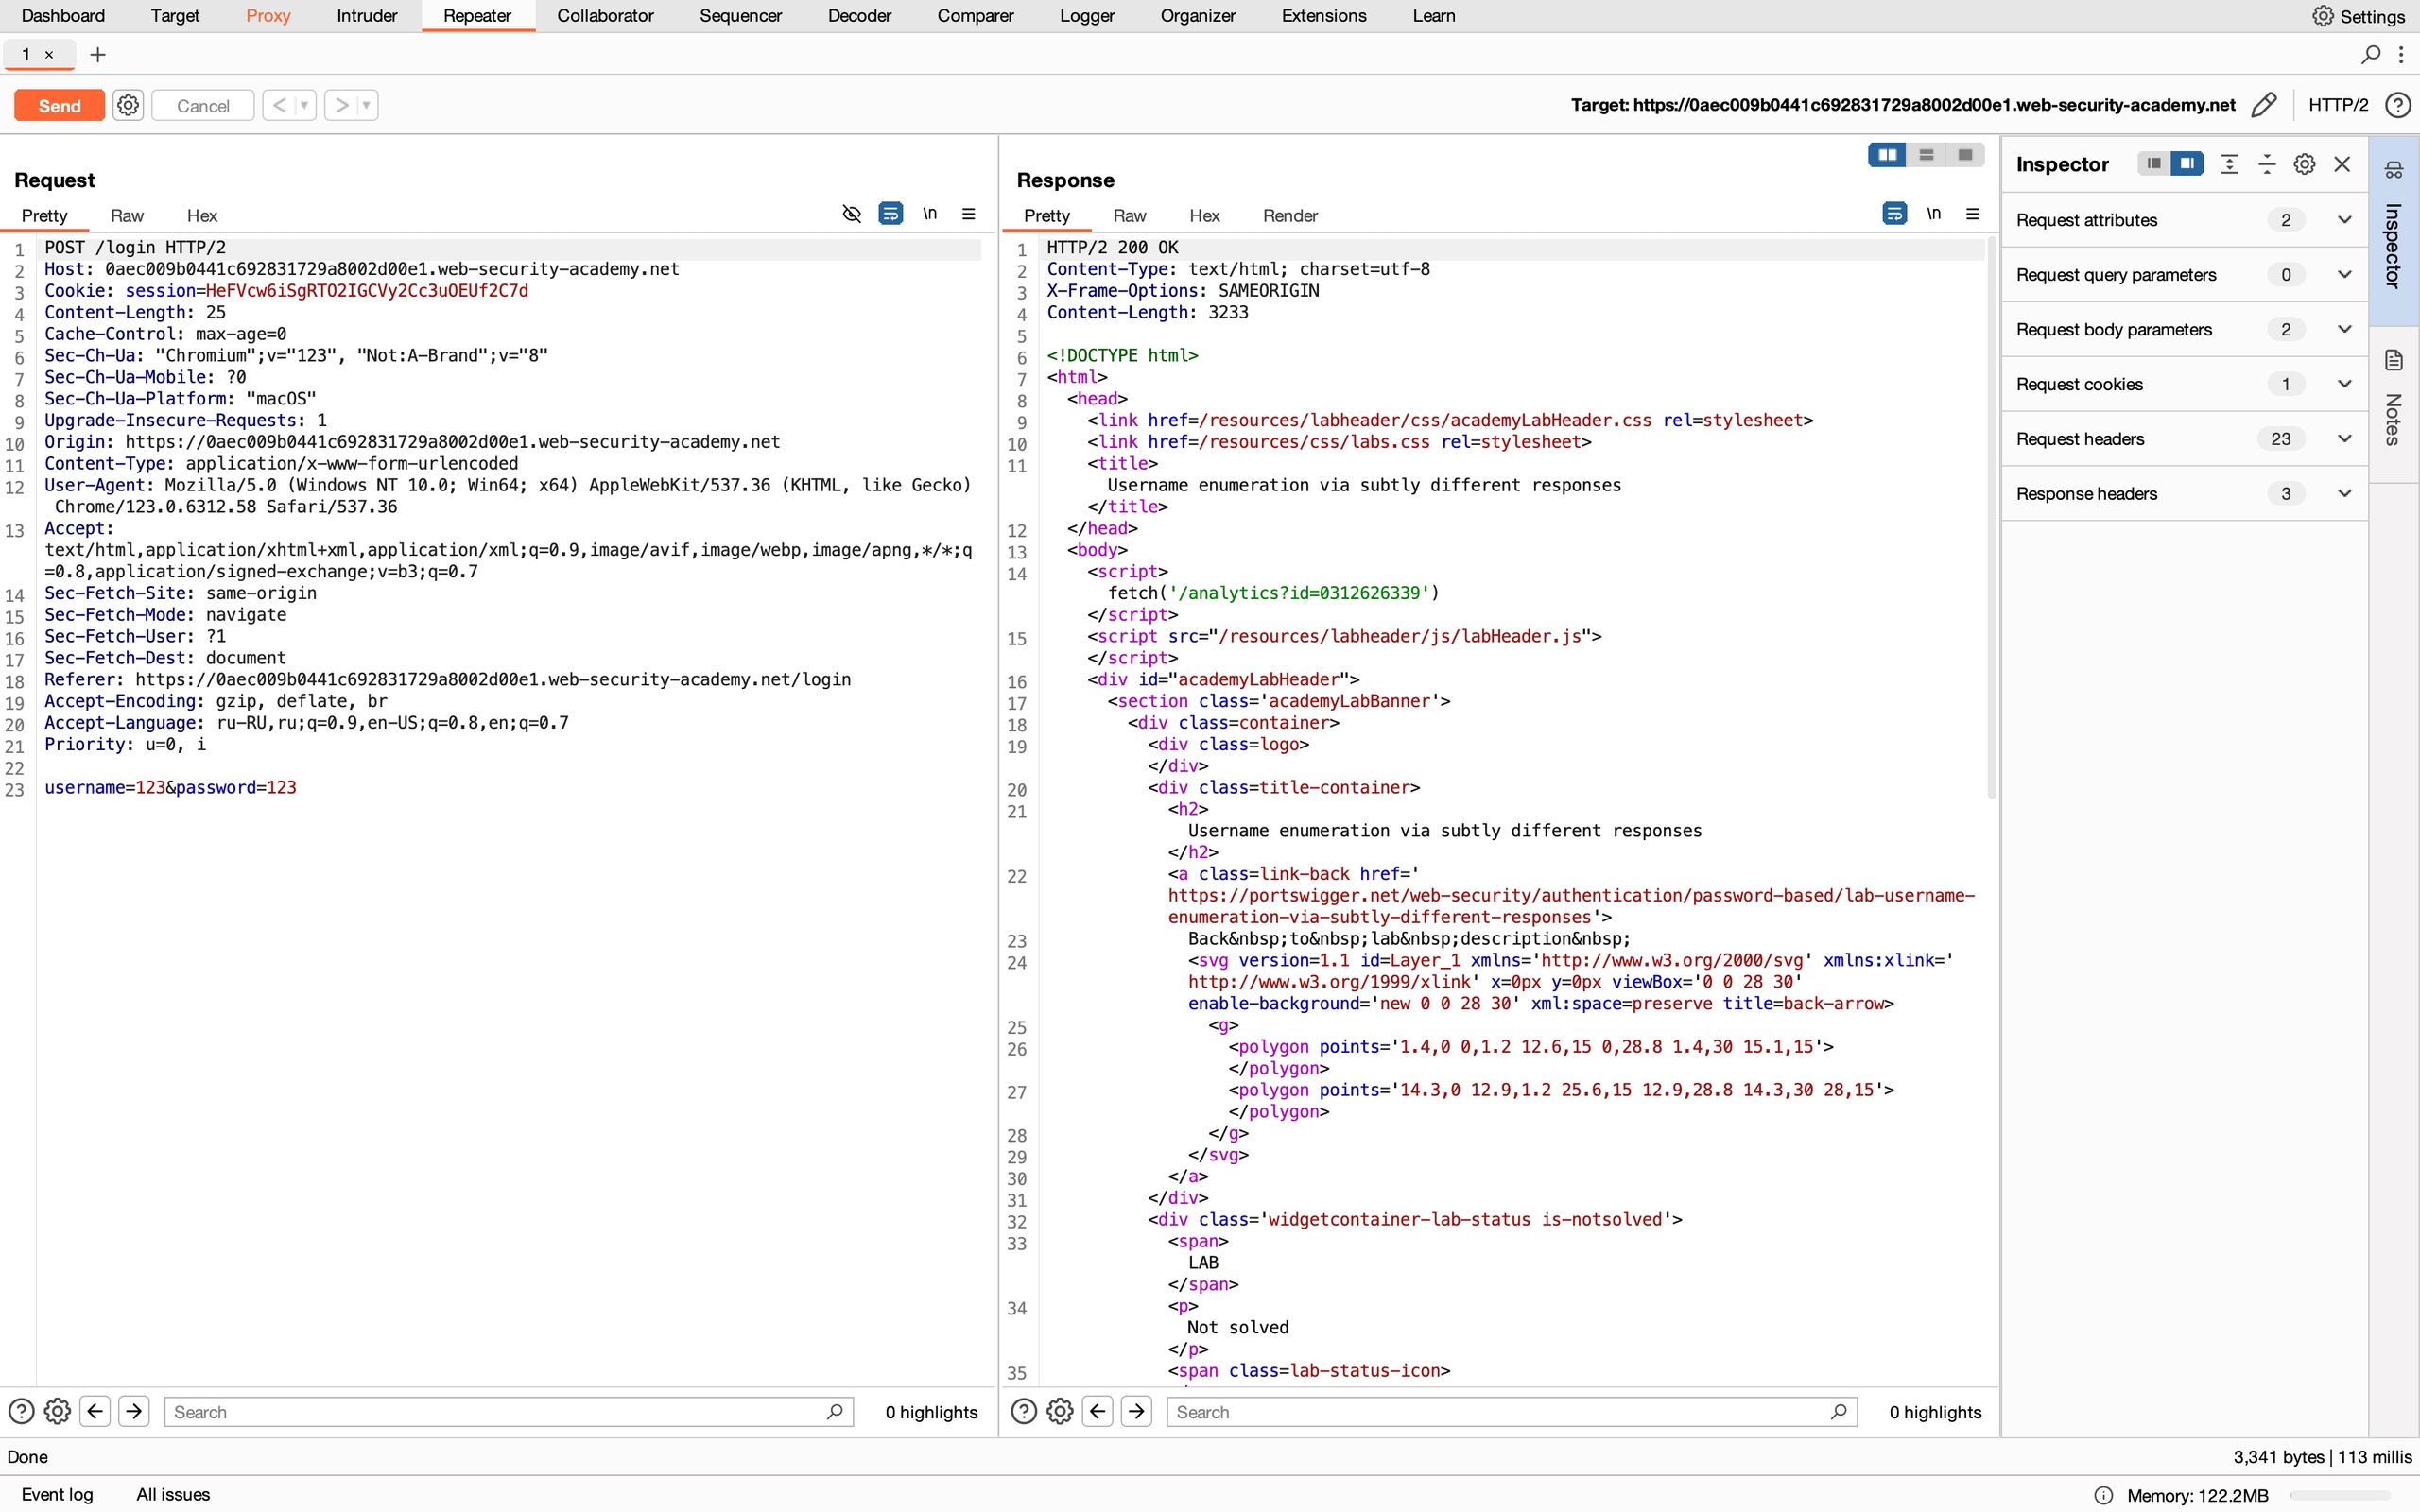 Dashboard Target Proxy Intruder Repeater Collaborator Sequencer Decoder Comparer Logger Organizer Extensions Learn Settings
1 × +
Send Cancel < > Target: https://0aec009b0441c692831729a8002d00e1.web-security-academy.net HTTP/2
Request
Pretty Raw Hex \n
1 POST /login HTTP/2
2 Host: 0aec009b0441c692831729a8002d00e1.web-security-academy.net
3 Cookie: session=HeFVcw6iSgRTO2IGCVy2Cc3uOEUf2C7d
4 Content-Length: 25
5 Cache-Control: max-age=0
6 Sec-Ch-Ua: "Chromium";v="123", "Not:A-Brand";v="8"
7 Sec-Ch-Ua-Mobile: ?0
8 Sec-Ch-Ua-Platform: "macOS"
9 Upgrade-Insecure-Requests: 1
10 Origin: https://0aec009b0441c692831729a8002d00e1.web-security-academy.net
11 Content-Type: application/x-www-form-urlencoded
12 User-Agent: Mozilla/5.0 (Windows NT 10.0; Win64; x64) AppleWebKit/537.36 (KHTML, like Gecko)
Chrome/123.0.6312.58 Safari/537.36
13 Accept:
text/html,application/xhtml+xml,application/xml;q=0.9,image/avif,image/webp,image/apng,*/*;q
=0.8,application/signed-exchange;v=b3;q=0.7
14 Sec-Fetch-Site: same-origin
15 Sec-Fetch-Mode: navigate
16 Sec-Fetch-User: ?1
17 Sec-Fetch-Dest: document
18 Referer: https://0aec009b0441c692831729a8002d00e1.web-security-academy.net/login
19 Accept-Encoding: gzip, deflate, br
20 Accept-Language: ru-RU,ru;q=0.9,en-US;q=0.8,en;q=0.7
21 Priority: u=0, i
22
23 username=123&password=123
Search 0 highlights
Response
Pretty Raw Hex Render \n
1 HTTP/2 200 OK
2 Content-Type: text/html; charset=utf-8
3 X-Frame-Options: SAMEORIGIN
4 Content-Length: 3233
5
6 <!DOCTYPE html>
7 <html>
8 <head>
9 <link href=/resources/labheader/css/academyLabHeader.css rel=stylesheet>
10 <link href=/resources/css/labs.css rel=stylesheet>
11 <title>
Username enumeration via subtly different responses
</title>
12 </head>
13 <body>
14 <script>
fetch('/analytics?id=0312626339')
</script>
15 <script src="/resources/labheader/js/labHeader.js">
</script>
16 <div id="academyLabHeader">
17 <section class='academyLabBanner'>
18 <div class=container>
19 <div class=logo>
</div>
20 <div class=title-container>
21 <h2>
Username enumeration via subtly different responses
</h2>
22 <a class=link-back href='
https://portswigger.net/web-security/authentication/password-based/lab-username-
enumeration-via-subtly-different-responses'>
23 Back&nbsp;to&nbsp;lab&nbsp;description&nbsp;
24 <svg version=1.1 id=Layer_1 xmlns='http://www.w3.org/2000/svg' xmlns:xlink='
http://www.w3.org/1999/xlink' x=0px y=0px viewBox='0 0 28 30'
enable-background='new 0 0 28 30' xml:space=preserve title=back-arrow>
25 <g>
26 <polygon points='1.4,0 0,1.2 12.6,15 0,28.8 1.4,30 15.1,15'>
</polygon>
27 <polygon points='14.3,0 12.9,1.2 25.6,15 12.9,28.8 14.3,30 28,15'>
</polygon>
28 </g>
29 </svg>
30 </a>
31 </div>
32 <div class='widgetcontainer-lab-status is-notsolved'>
33 <span>
LAB
</span>
34 <p>
Not solved
</p>
35 <span class=lab-status-icon>
Search 0 highlights
Inspector
Request attributes 2
Request query parameters 0
Request body parameters 2
Request cookies 1
Request headers 23
Response headers 3
Inspector
Notes
Done 3,341 bytes | 113 millis
Event log All issues Memory: 122.2MB